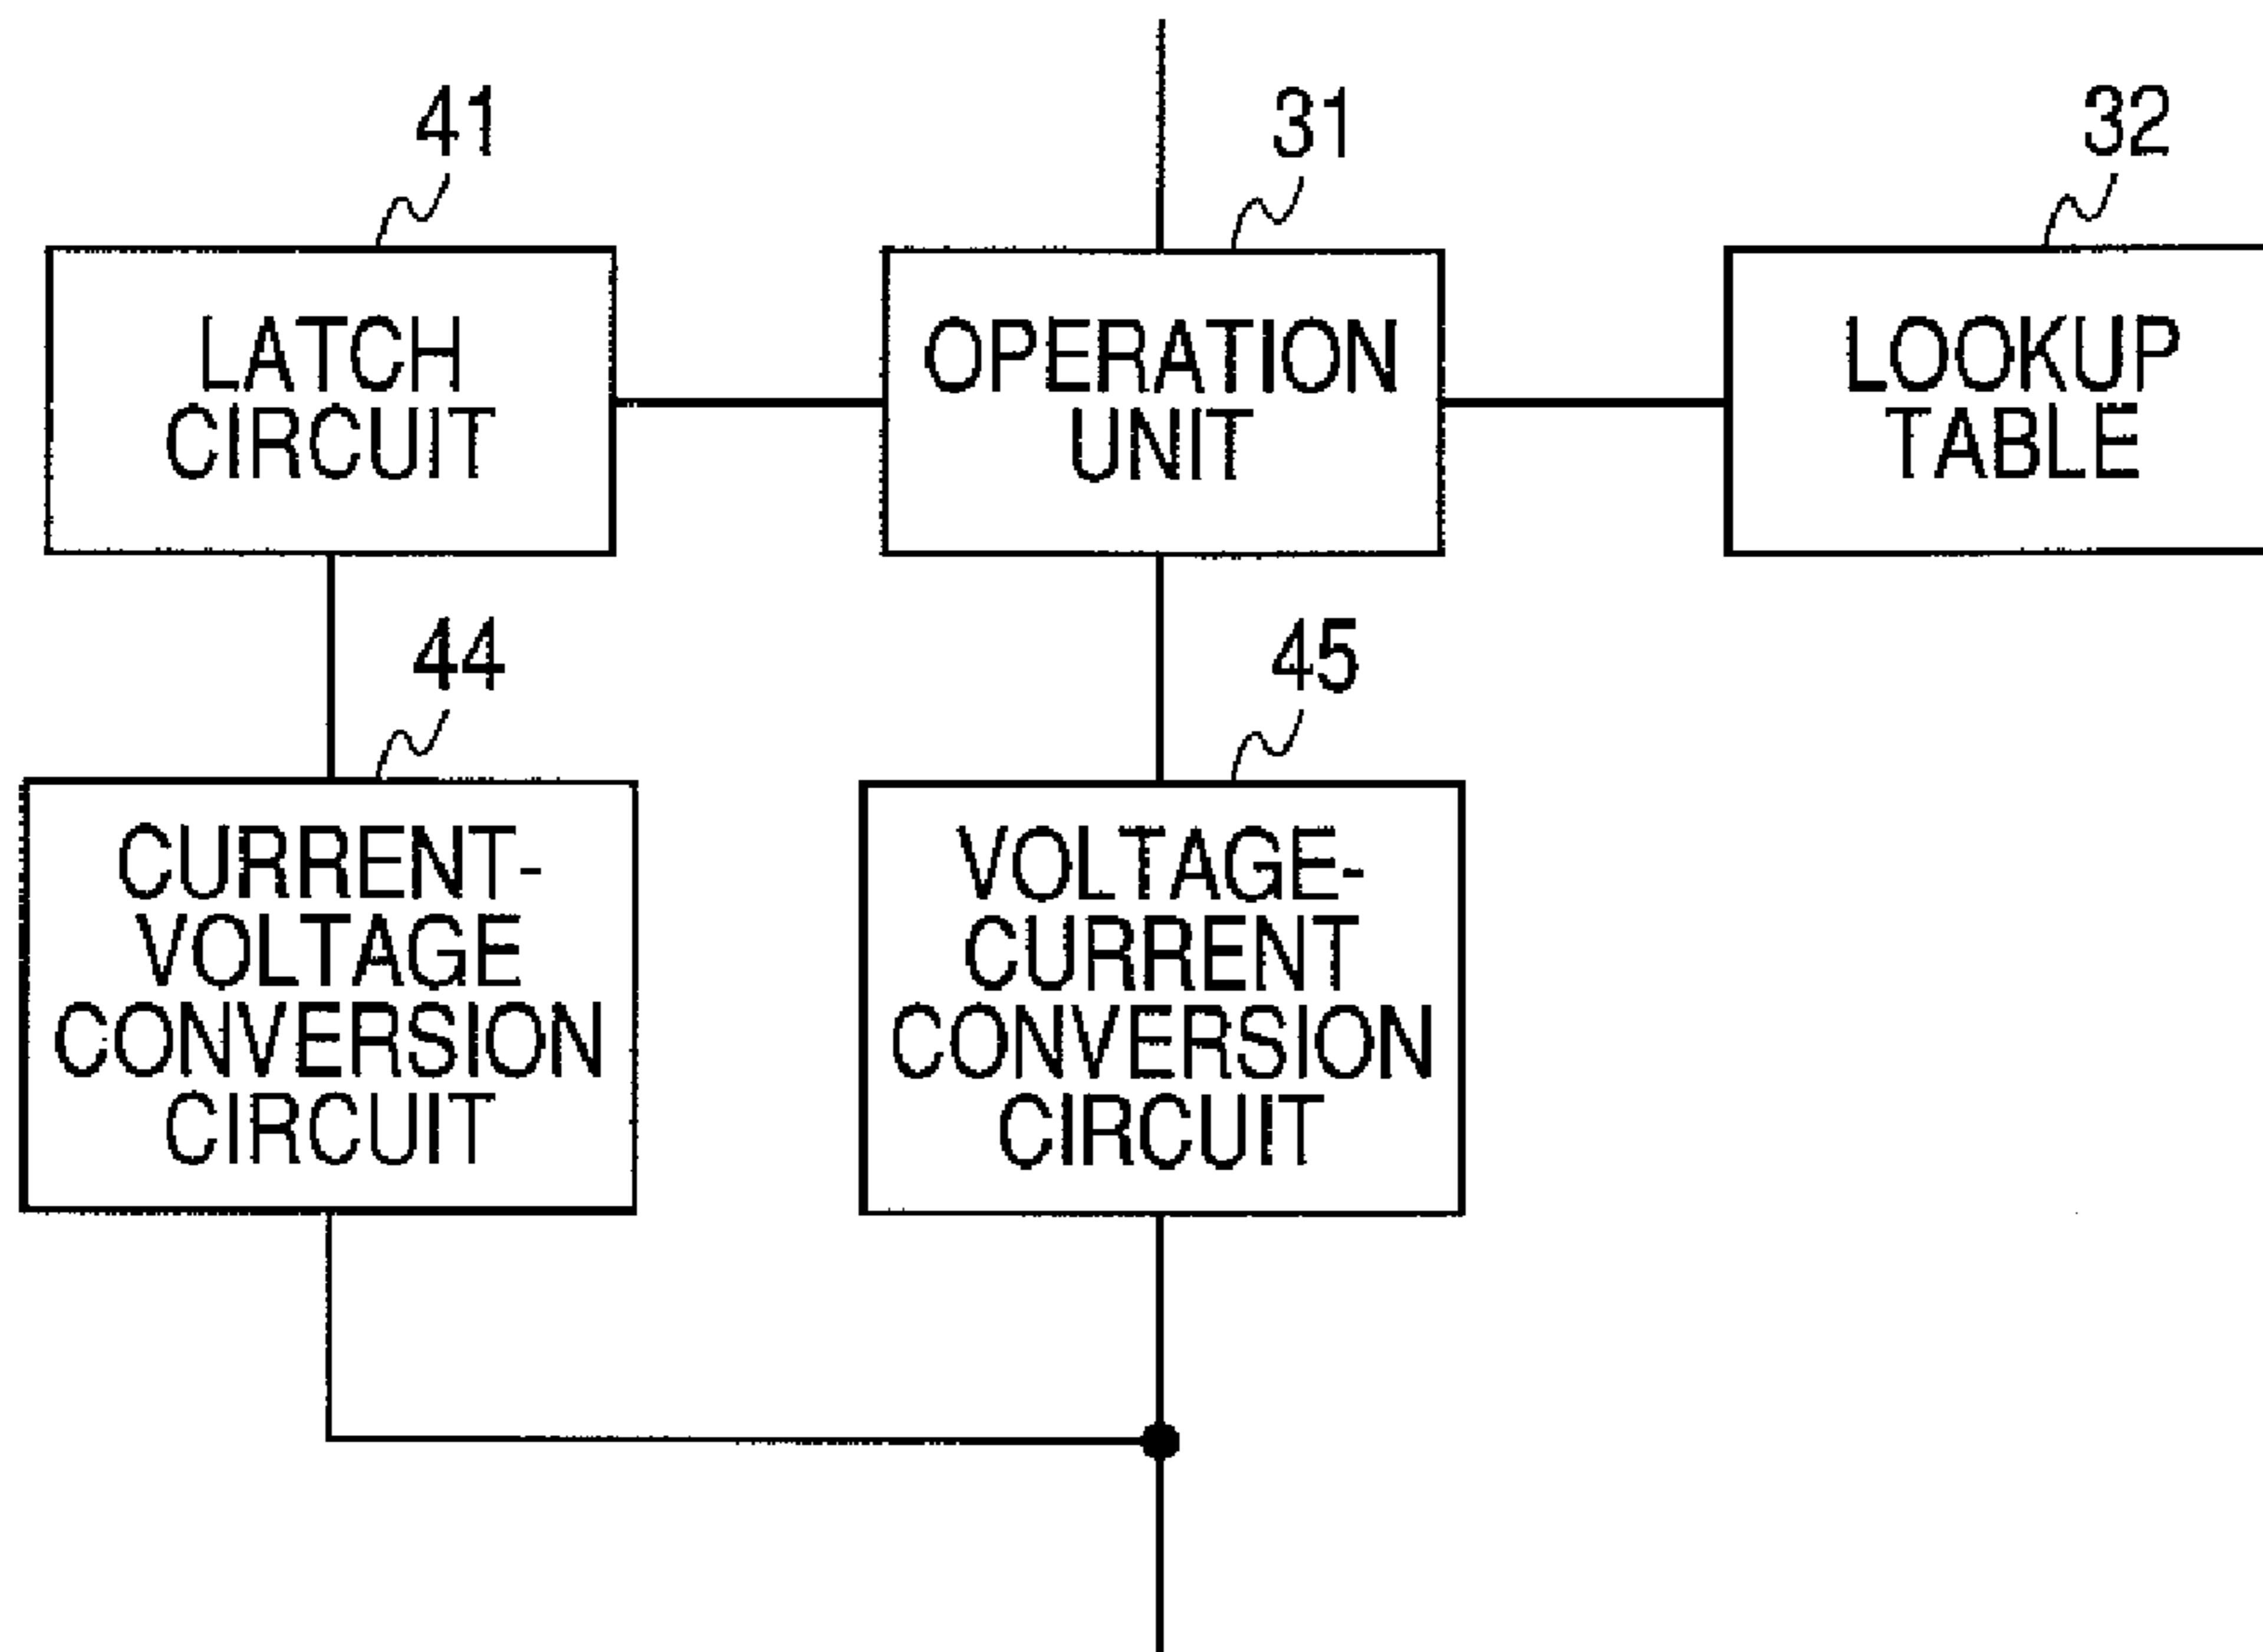 41
31
32
LATCH
CIRCUIT
OPERATION
UNIT
LOOKUP
TABLE
44
45
CURRENT-
VOLTAGE
CONVERSION
CIRCUIT
VOLTAGE-
CURRENT
CONVERSION
CIRCUIT